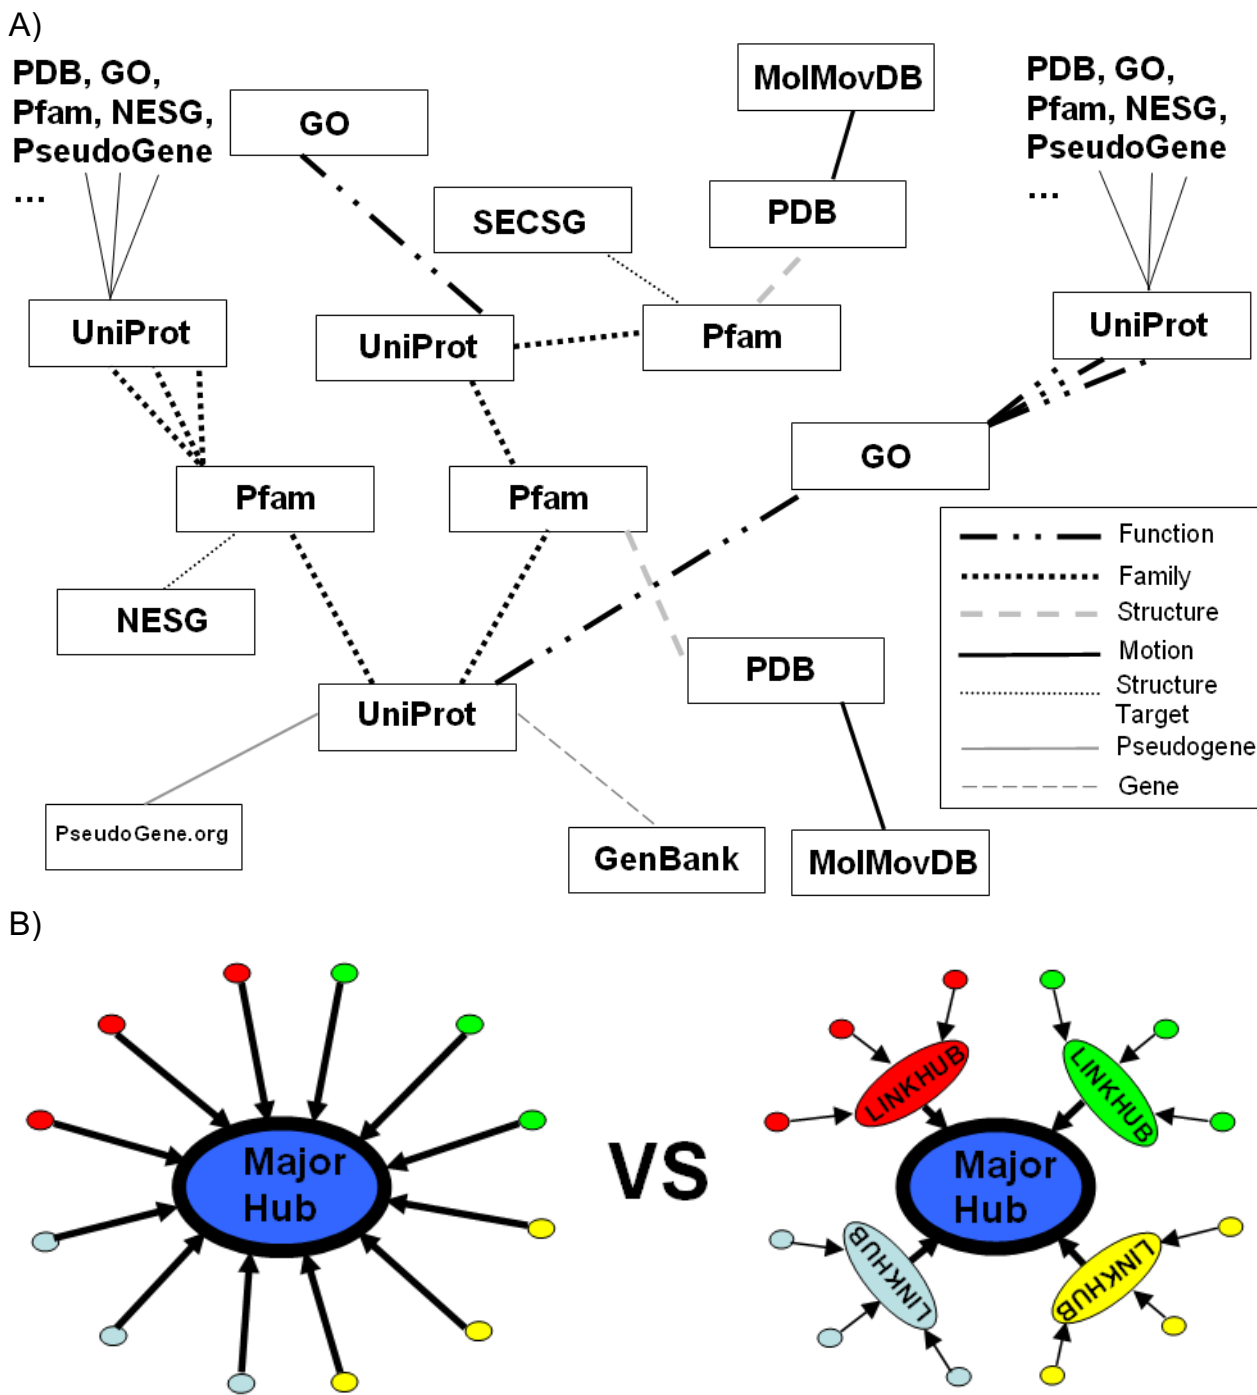 A)
PDB, GO,
Pfam, NESG,
PseudoGene
...
GO
MolMovDB
PDB, GO,
Pfam, NESG,
PseudoGene
...
SECSG
PDB
UniProt
UniProt
Pfam
UniProt
GO
Pfam
Pfam
NESG
UniProt
PDB
PseudoGene.org
GenBank
MolMovDB
Function
Family
Structure
Motion
Structure
Target
Pseudogene
Gene
B)
Major
Hub
VS
LINKHUB
LINKHUB
Major
Hub
LINKHUB
LINKHUB